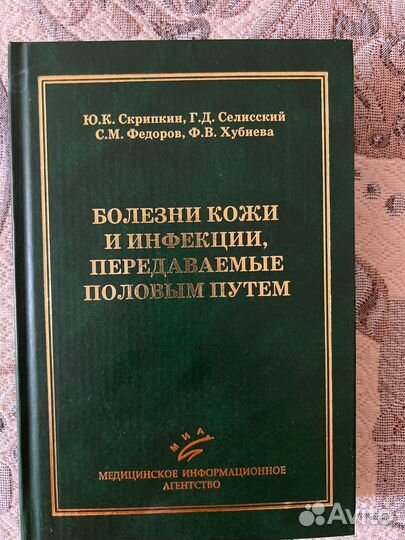 Ю.К. Скрипкин, Г.Д. Селисский
С.М. Федоров, Ф.В. Хубиева
БОЛЕЗНИ КОЖИ
И ИНФЕКЦИИ,
ПЕРЕДАВАЕМЫЕ
ПОЛОВЫМ ПУТЕМ
МИА
МЕДИЦИНСКОЕ ИНФОРМАЦИОННОЕ
АГЕНТСТВО
Avito